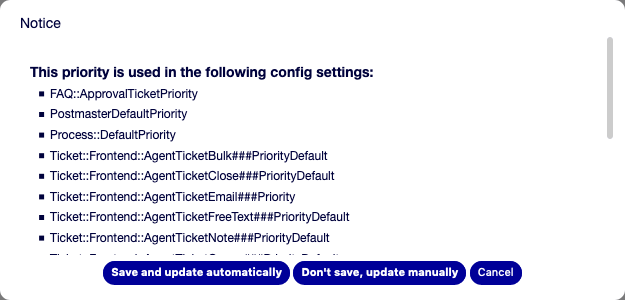 Notice
This priority is used in the following config settings:
FAQ::ApprovalTicketPriority
PostmasterDefaultPriority
Process::DefaultPriority
Ticket::Frontend::AgentTicketBulk###PriorityDefault
Ticket::Frontend::AgentTicketClose###PriorityDefault
Ticket::Frontend::AgentTicketEmail###Priority
Ticket::Frontend::AgentTicketFreeText###PriorityDefault
Ticket::Frontend::AgentTicketNote###PriorityDefault
Save and update automatically Don't save, update manually Cancel